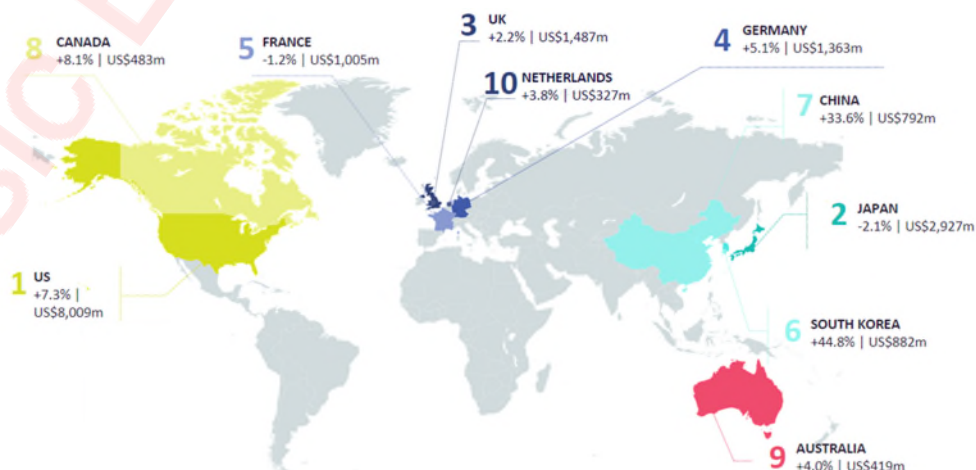 8 CANADA
+8.1% | US$483m
5 FRANCE
-1.2% | US$1,005m
3 UK
+2.2% | US$1,487m
4 GERMANY
+5.1% | US$1,363m
10 NETHERLANDS
+3.8% | US$327m
7 CHINA
+33.6% | US$792m
2 JAPAN
-2.1% | US$2,927m
1 US
+7.3% |
US$8,009m
6 SOUTH KOREA
+44.8% | US$882m
9 AUSTRALIA
+4.0% | US$419m